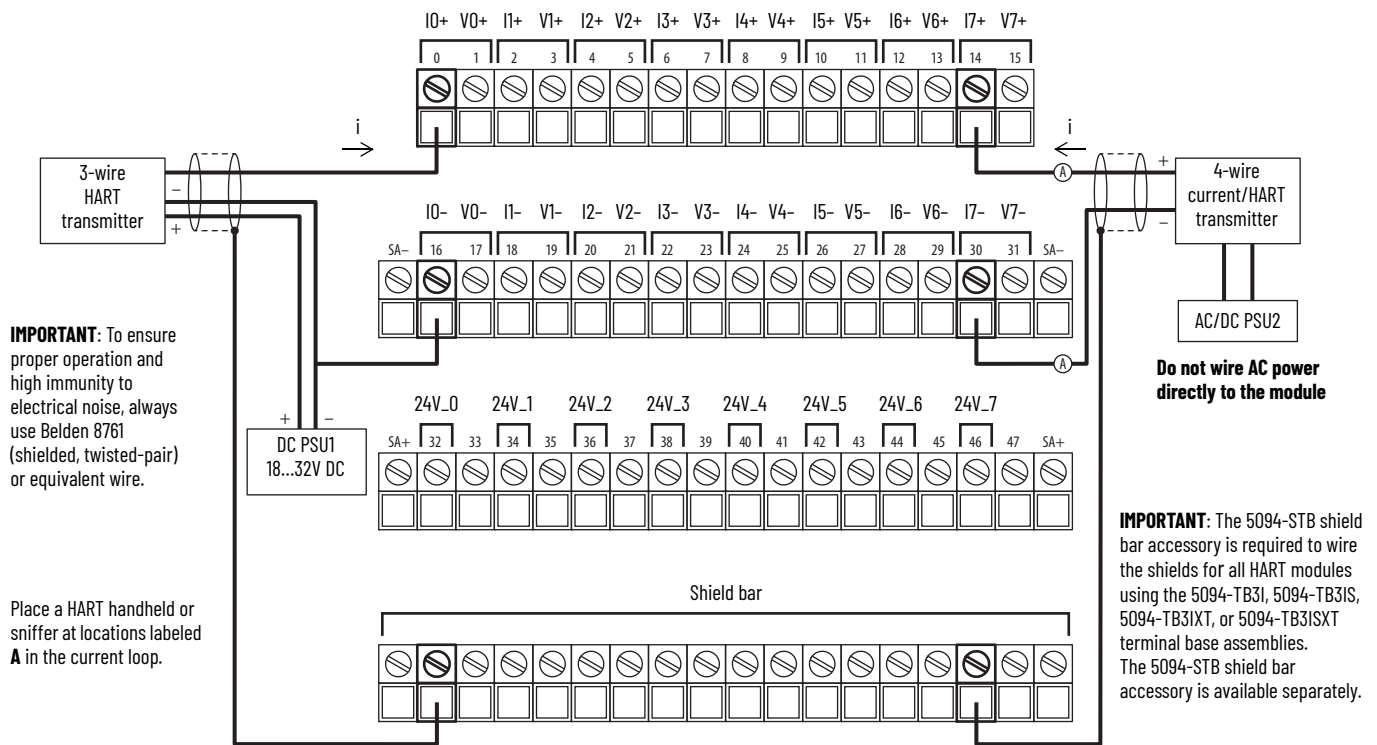 I0+ V0+ I1+ V1+ I2+ V2+ I3+ V3+ I4+ V4+ I5+ V5+ I6+ V6+ I7+ V7+
0 1 2 3 4 5 6 7 8 9 10 11 12 13 14 15
i
i
3-wire
HART
transmitter
−
+
A
+
−
4-wire
current/HART
transmitter
I0− V0− I1− V1− I2− V2− I3− V3− I4− V4− I5− V5− I6− V6− I7− V7−
SA− 16 17 18 19 20 21 22 23 24 25 26 27 28 29 30 31 SA−
A
AC/DC PSU2
Do not wire AC power
directly to the module
IMPORTANT: To ensure
proper operation and
high immunity to
electrical noise, always
use Belden 8761
(shielded, twisted-pair)
or equivalent wire.
+ −
DC PSU1
18...32V DC
24V_0 24V_1 24V_2 24V_3 24V_4 24V_5 24V_6 24V_7
SA+ 32 33 34 35 36 37 38 39 40 41 42 43 44 45 46 47 SA+
IMPORTANT: The 5094-STB shield
bar accessory is required to wire
the shields for all HART modules
using the 5094-TB3I, 5094-TB3IS,
5094-TB3IXT, or 5094-TB3ISXT
terminal base assemblies.
The 5094-STB shield bar
accessory is available separately.
Place a HART handheld or
sniffer at locations labeled
A in the current loop.
Shield bar